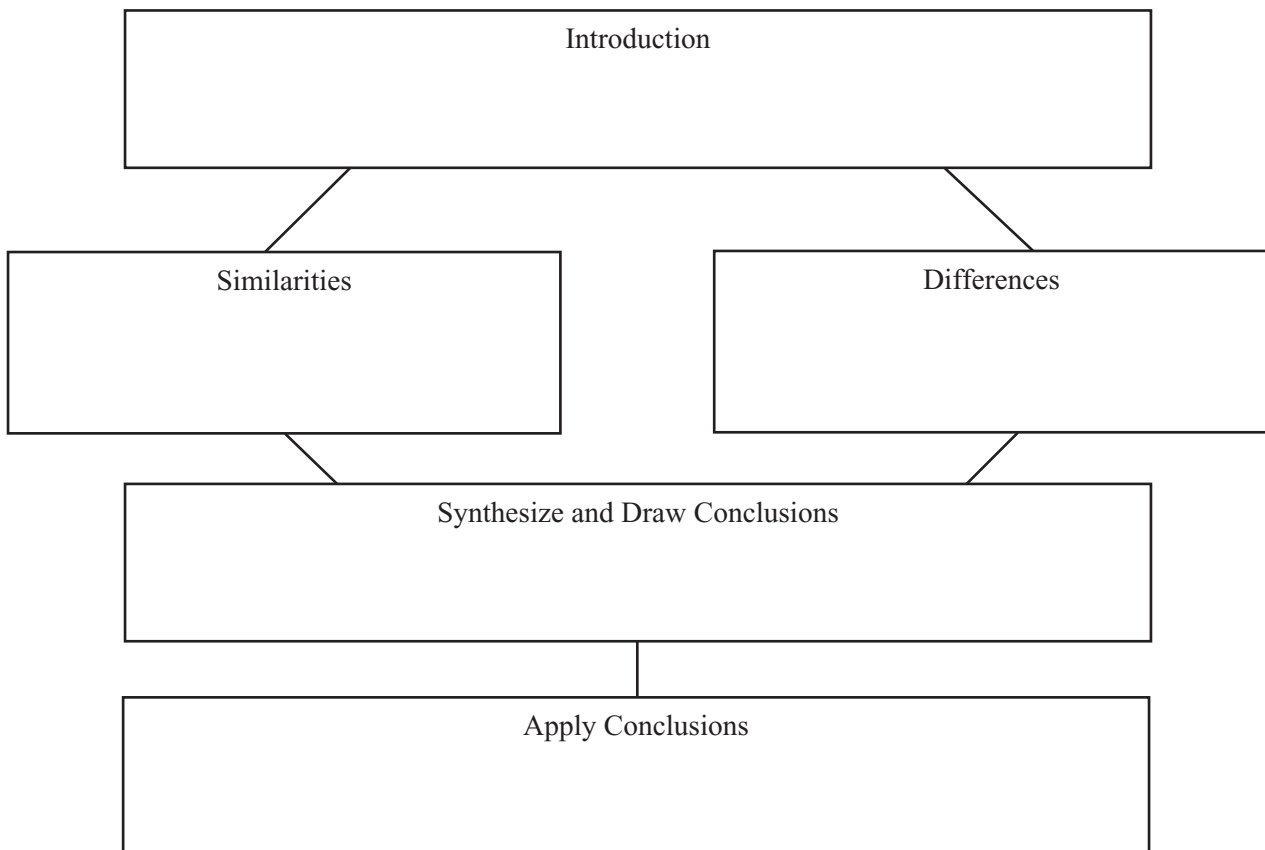 Introduction
Similarities
Differences
Synthesize and Draw Conclusions
Apply Conclusions